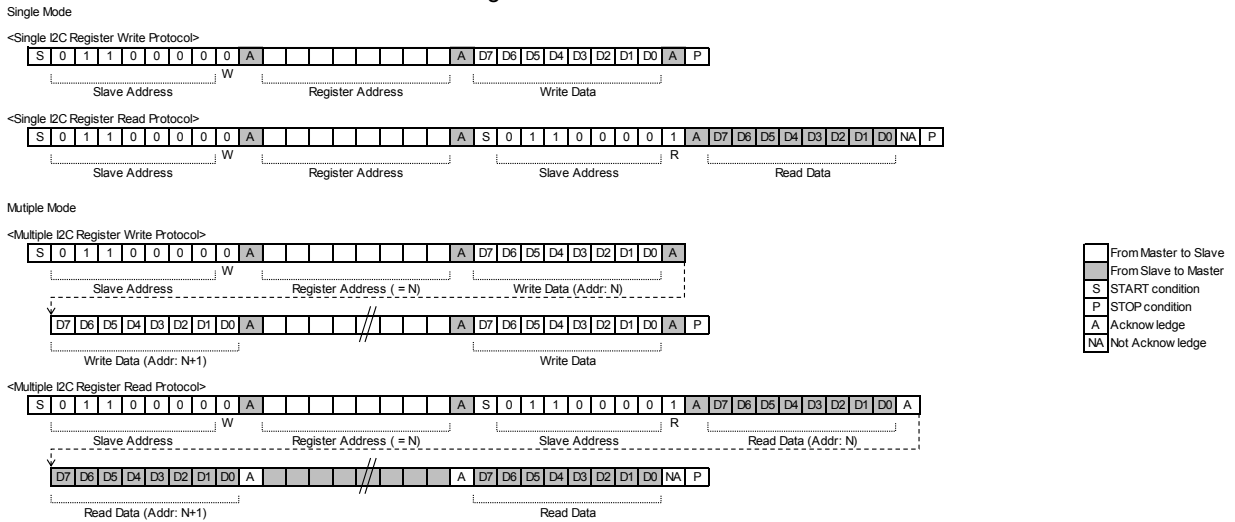 Single Mode
<Single I2C Register Write Protocol>
S 0 1 1 0 0 0 0 0 A A D7 D6 D5 D4 D3 D2 D1 D0 A P
W
Slave Address Register Address Write Data
<Single I2C Register Read Protocol>
S 0 1 1 0 0 0 0 0 A A S 0 1 1 0 0 0 0 1 A D7 D6 D5 D4 D3 D2 D1 D0 NA P
W R
Slave Address Register Address Slave Address Read Data
Mutiple Mode
<Multiple I2C Register Write Protocol>
S 0 1 1 0 0 0 0 0 A A D7 D6 D5 D4 D3 D2 D1 D0 A
W
Slave Address Register Address ( = N) Write Data (Addr: N)
D7 D6 D5 D4 D3 D2 D1 D0 A A D7 D6 D5 D4 D3 D2 D1 D0 A P
Write Data (Addr: N+1) Write Data
<Multiple I2C Register Read Protocol>
S 0 1 1 0 0 0 0 0 A A S 0 1 1 0 0 0 0 1 A D7 D6 D5 D4 D3 D2 D1 D0 A
W R
Slave Address Register Address ( = N) Slave Address Read Data (Addr: N)
D7 D6 D5 D4 D3 D2 D1 D0 A A D7 D6 D5 D4 D3 D2 D1 D0 NA P
Read Data (Addr: N+1) Read Data
From Master to Slave
From Slave to Master
S START condition
P STOP condition
A Acknow ledge
NA Not Acknow ledge